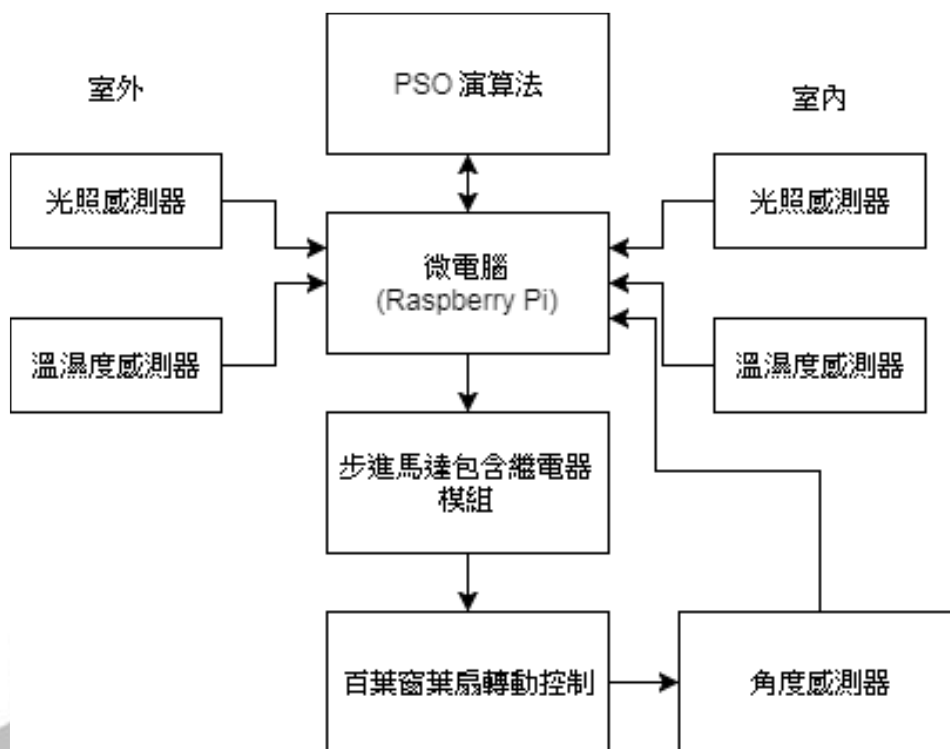 PSO 演算法
室外
室內
光照感測器
光照感測器
微電腦
(Raspberry Pi)
溫濕度感測器
溫濕度感測器
步進馬達包含繼電器
模組
百葉窗葉扇轉動控制
角度感測器